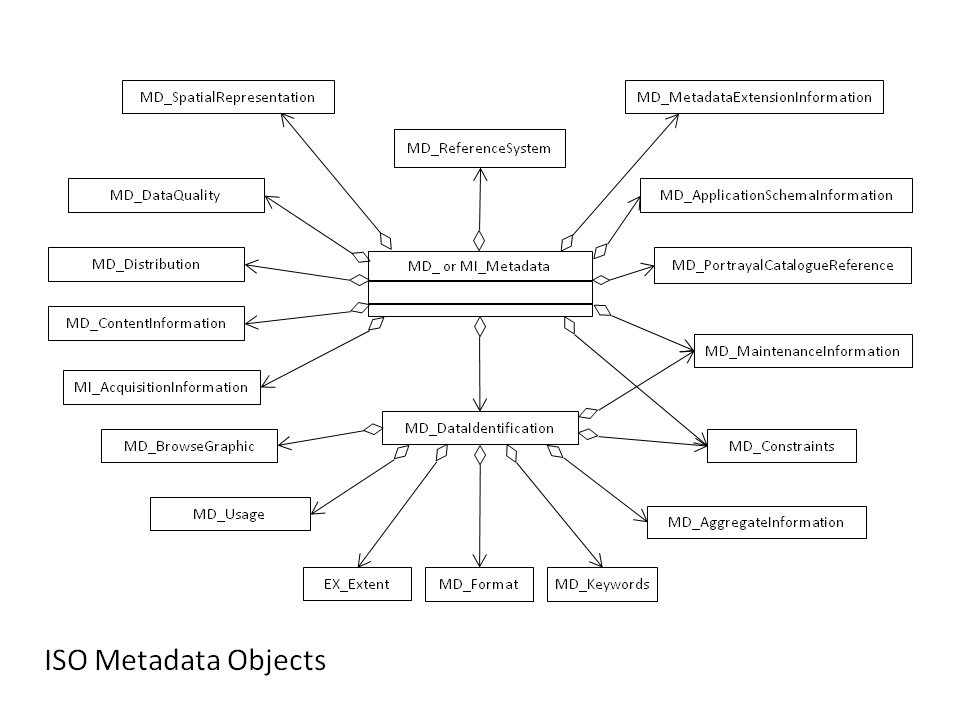 MD_SpatialRepresentation
MD_MetadataExtensionInformation
MD_ReferenceSystem
MD_DataQuality
MD_ApplicationSchemaInformation
MD_Distribution
MD_ or MI_Metadata
MD_PortrayalCatalogueReference
MD_ContentInformation
MD_MaintenanceInformation
MI_AcquisitionInformation
MD_DataIdentification
MD_BrowseGraphic
MD_Constraints
MD_Usage
MD_AggregateInformation
EX_Extent
MD_Format
MD_Keywords
ISO Metadata Objects